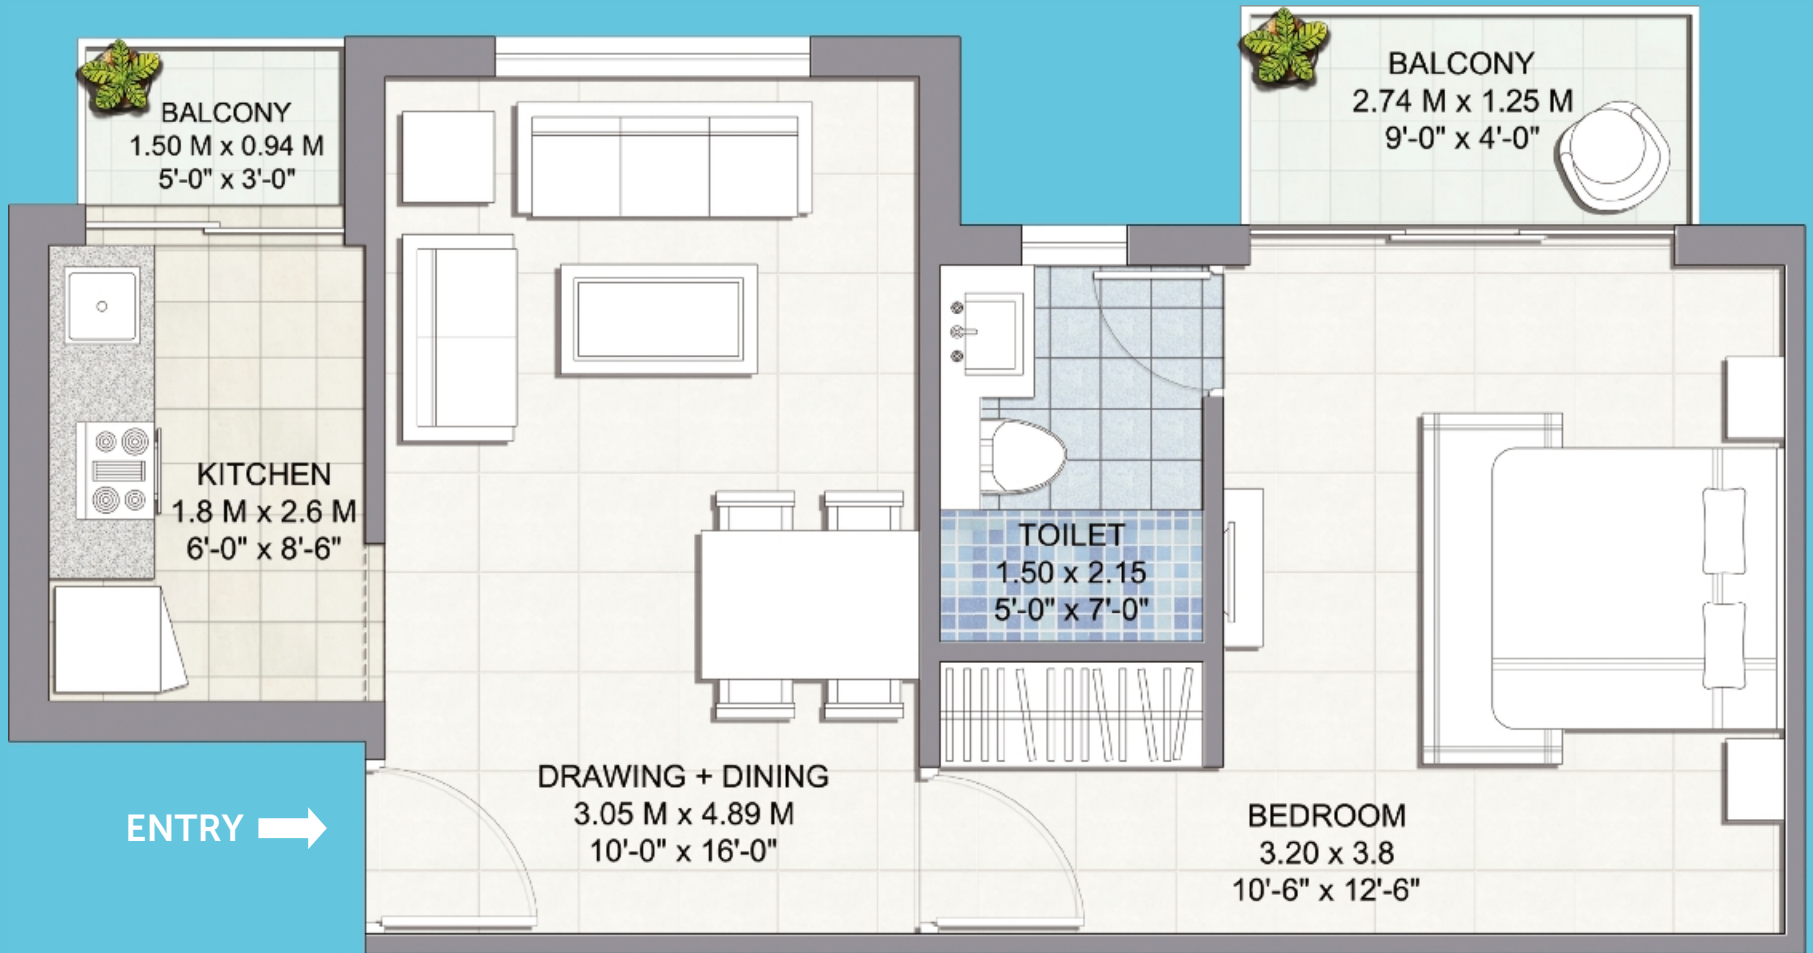 BALCONY
1.50 M x 0.94 M
5'-0" x 3'-0"
BALCONY
2.74 M x 1.25 M
9'-0" x 4'-0"
KITCHEN
1.8 M x 2.6 M
6'-0" x 8'-6"
TOILET
1.50 x 2.15
5'-0" x 7'-0"
DRAWING + DINING
3.05 M x 4.89 M
10'-0" x 16'-0"
ENTRY
BEDROOM
3.20 x 3.8
10'-6" x 12'-6"